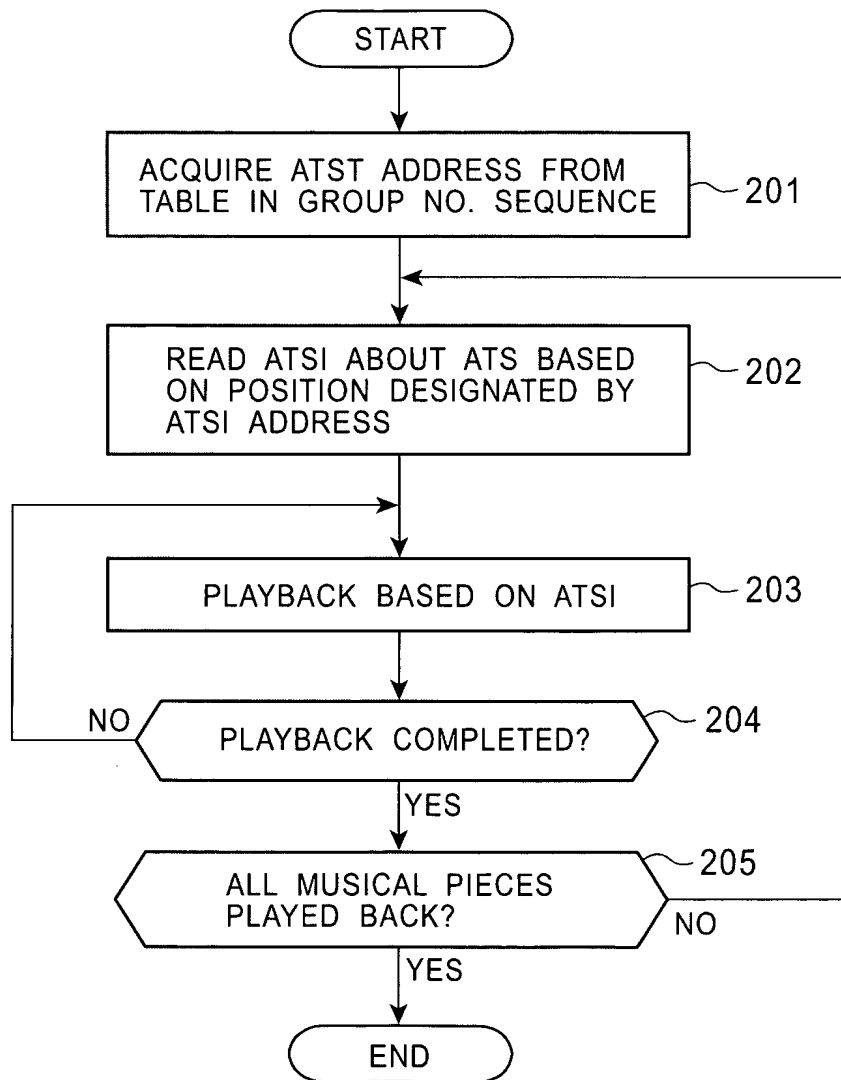 START
ACQUIRE ATST ADDRESS FROM
TABLE IN GROUP NO. SEQUENCE
201
READ ATSI ABOUT ATS BASED
ON POSITION DESIGNATED BY
ATSI ADDRESS
202
PLAYBACK BASED ON ATSI
203
NO
PLAYBACK COMPLETED?
204
YES
ALL MUSICAL PIECES
PLAYED BACK?
205
NO
YES
END